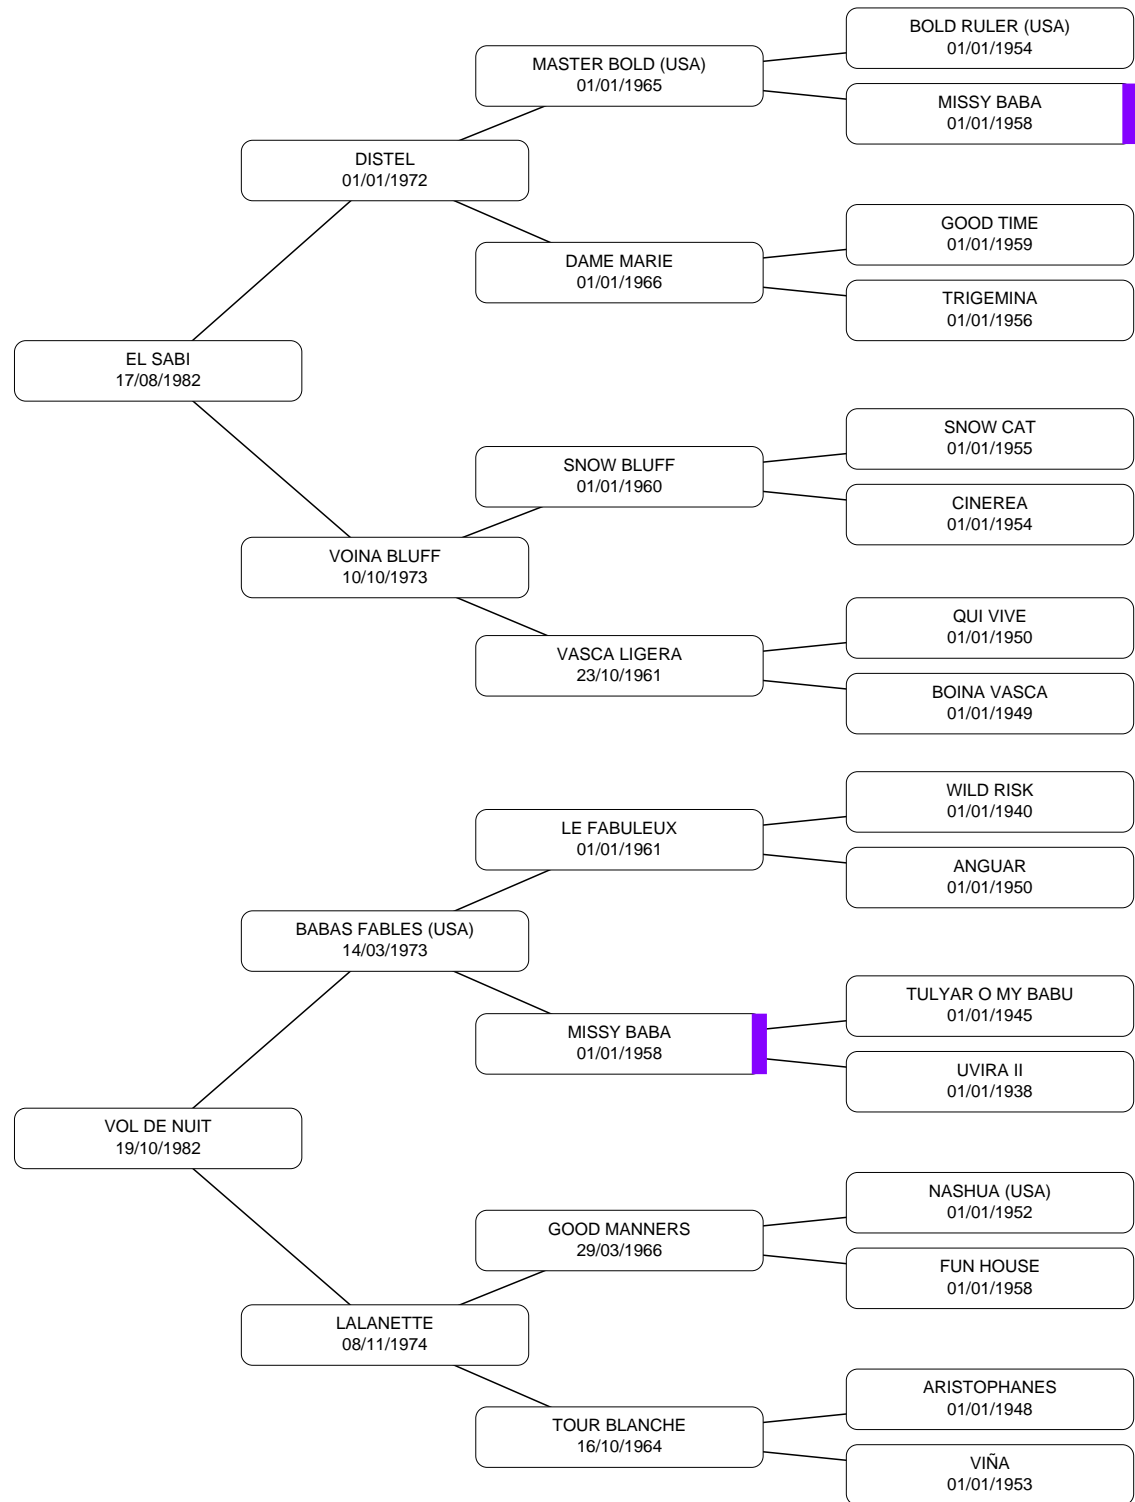 BOLD RULER (USA)
01/01/1954
MASTER BOLD (USA)
01/01/1965
MISSY BABA
01/01/1958
DISTEL
01/01/1972
GOOD TIME
01/01/1959
DAME MARIE
01/01/1966
TRIGEMINA
01/01/1956
EL SABI
17/08/1982
SNOW CAT
01/01/1955
SNOW BLUFF
01/01/1960
CINEREA
01/01/1954
VOINA BLUFF
10/10/1973
QUI VIVE
01/01/1950
VASCA LIGERA
23/10/1961
BOINA VASCA
01/01/1949
WILD RISK
01/01/1940
LE FABULEUX
01/01/1961
ANGUAR
01/01/1950
BABAS FABLES (USA)
14/03/1973
TULYAR O MY BABU
01/01/1945
MISSY BABA
01/01/1958
UVIRA II
01/01/1938
VOL DE NUIT
19/10/1982
NASHUA (USA)
01/01/1952
GOOD MANNERS
29/03/1966
FUN HOUSE
01/01/1958
LALANETTE
08/11/1974
ARISTOPHANES
01/01/1948
TOUR BLANCHE
16/10/1964
VIÑA
01/01/1953